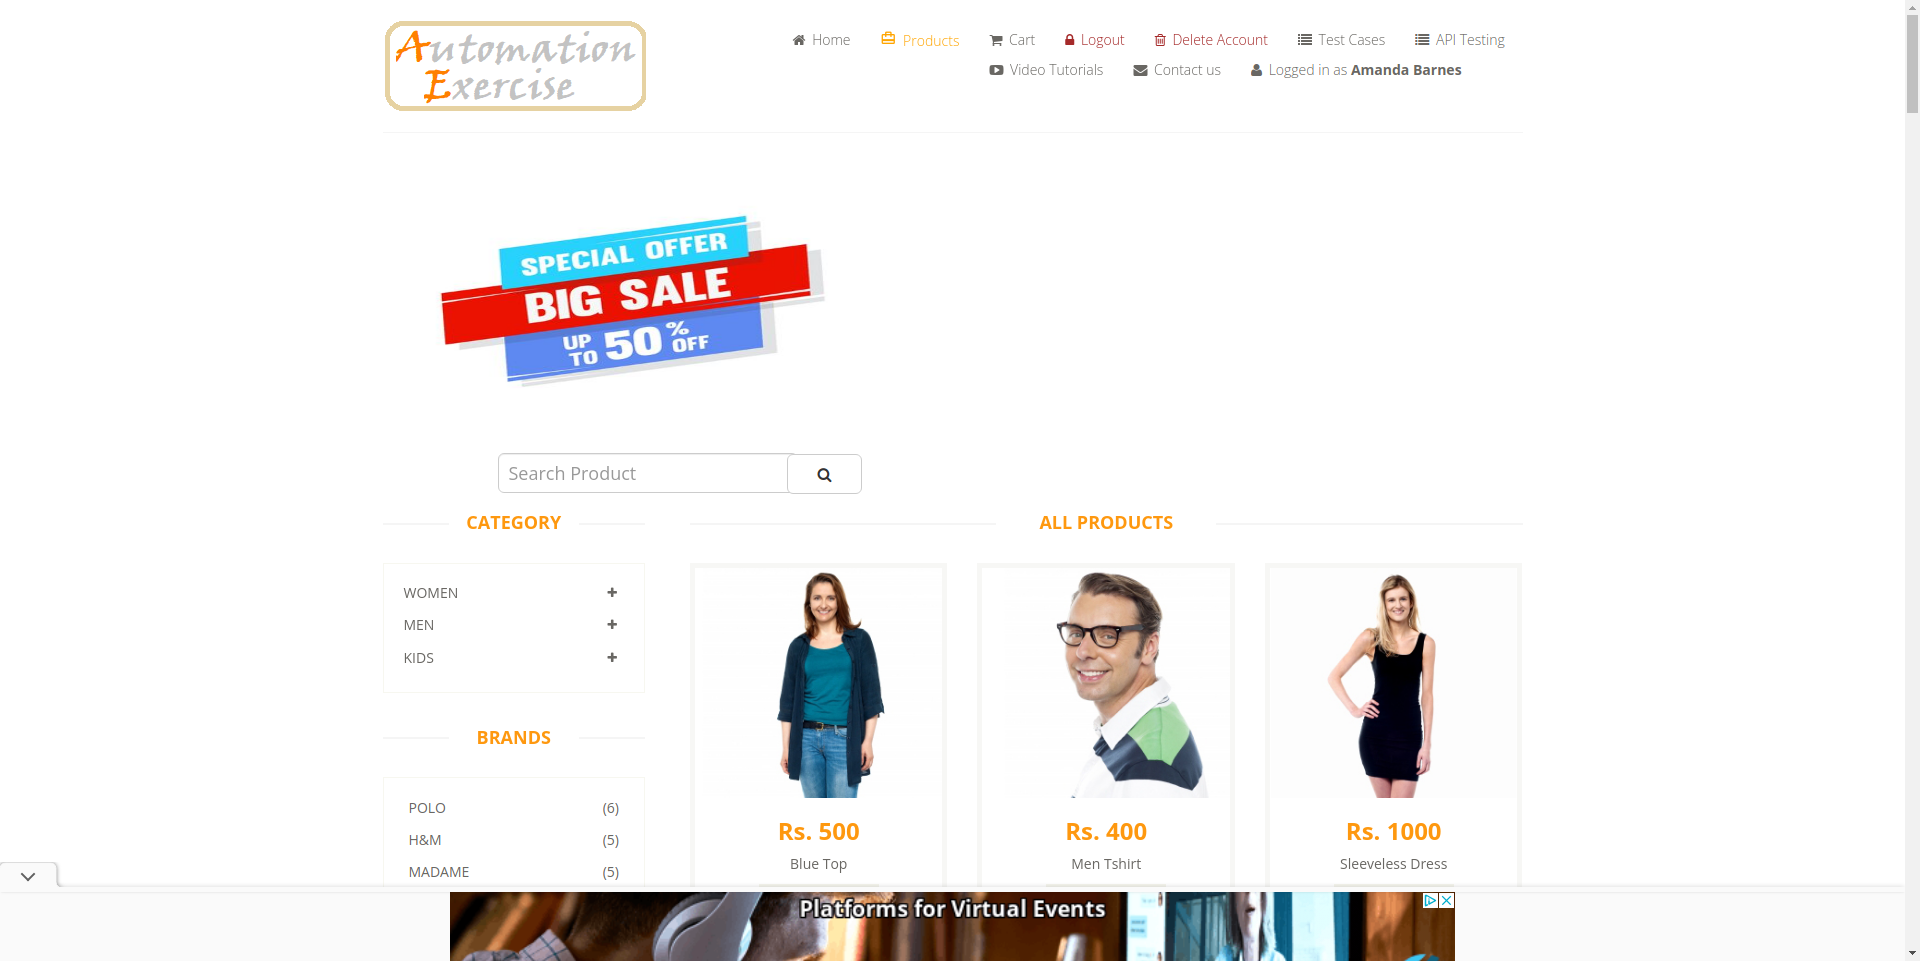 Automation
Exercise
Home
Products
Cart
Logout
Delete Account
Test Cases
API Testing
Video Tutorials
Contact us
Logged in as Amanda Barnes
SPECIAL OFFER
BIG SALE
UP TO 50% OFF
Search Product
CATEGORY
WOMEN
MEN
KIDS
BRANDS
POLO (6)
H&M (5)
MADAME (5)
ALL PRODUCTS
Rs. 500
Blue Top
Rs. 400
Men Tshirt
Rs. 1000
Sleeveless Dress
Platforms for Virtual Events